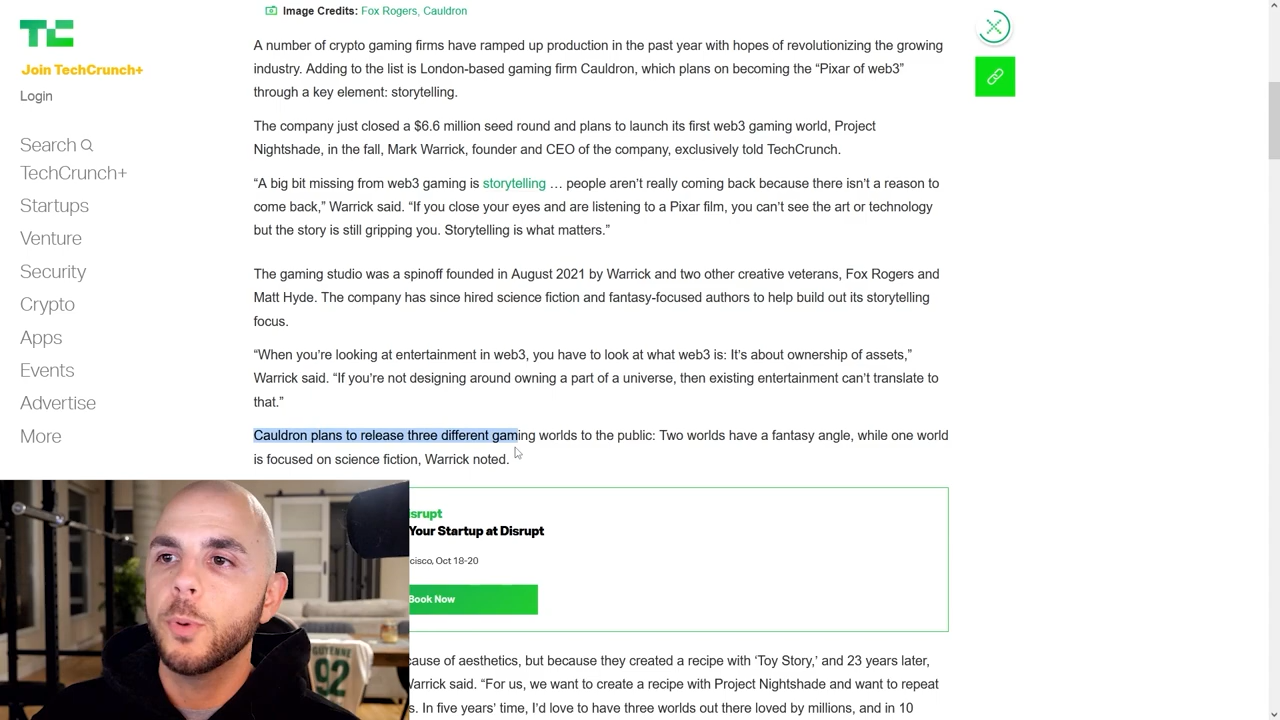 TC
Join TechCrunch+
Login
Search
TechCrunch+
Startups
Venture
Security
Crypto
Apps
Events
Advertise
More
Image Credits: Fox Rogers, Cauldron
A number of crypto gaming firms have ramped up production in the past year with hopes of revolutionizing the growing
industry. Adding to the list is London-based gaming firm Cauldron, which plans on becoming the “Pixar of web3”
through a key element: storytelling.
The company just closed a $6.6 million seed round and plans to launch its first web3 gaming world, Project
Nightshade, in the fall, Mark Warrick, founder and CEO of the company, exclusively told TechCrunch.
“A big bit missing from web3 gaming is storytelling … people aren’t really coming back because there isn’t a reason to
come back,” Warrick said. “If you close your eyes and are listening to a Pixar film, you can’t see the art or technology
but the story is still gripping you. Storytelling is what matters.”
The gaming studio was a spinoff founded in August 2021 by Warrick and two other creative veterans, Fox Rogers and
Matt Hyde. The company has since hired science fiction and fantasy-focused authors to help build out its storytelling
focus.
“When you’re looking at entertainment in web3, you have to look at what web3 is: It’s about ownership of assets,”
Warrick said. “If you’re not designing around owning a part of a universe, then existing entertainment can’t translate to
that.”
Cauldron plans to release three different gaming worlds to the public: Two worlds have a fantasy angle, while one world
is focused on science fiction, Warrick noted.
srupt
Your Startup at Disrupt
cisco, Oct 18-20
Book Now
cause of aesthetics, but because they created a recipe with ‘Toy Story,’ and 23 years later,
Warrick said. “For us, we want to create a recipe with Project Nightshade and want to repeat
s. In five years’ time, I’d love to have three worlds out there loved by millions, and in 10
GUYENNE
92